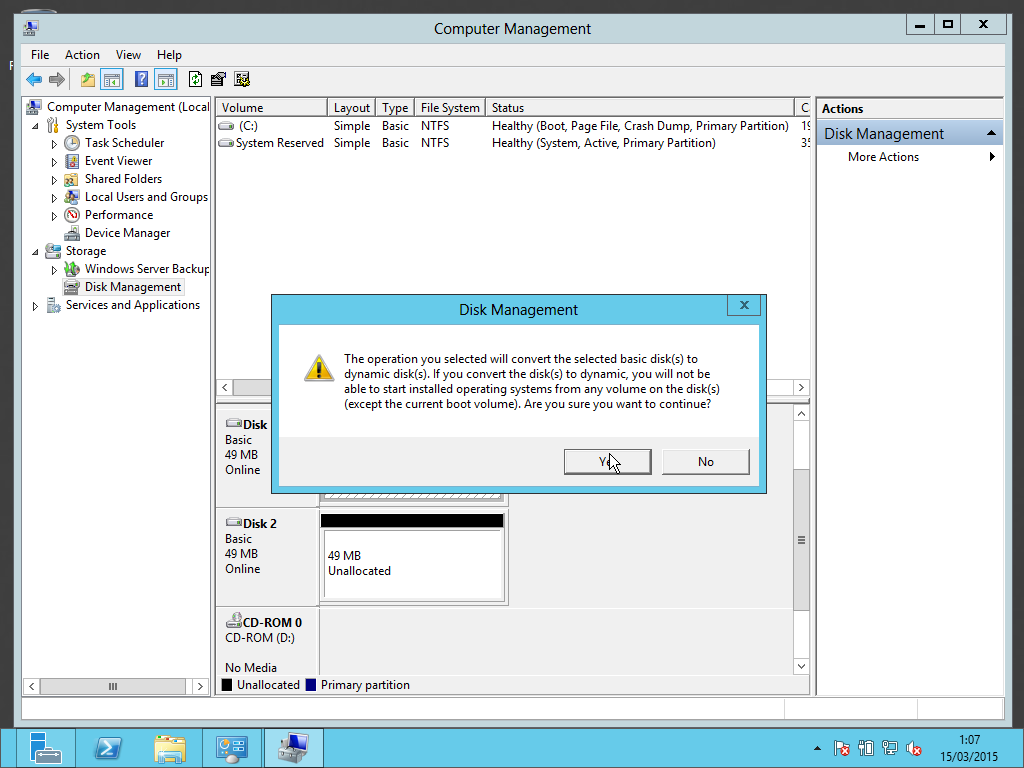 Computer Management
File Action View Help
Computer Management (Local
System Tools
Task Scheduler
Event Viewer
Shared Folders
Local Users and Groups
Performance
Device Manager
Storage
Windows Server Backup
Disk Management
Services and Applications
Volume Layout Type File System Status C
(C:) Simple Basic NTFS Healthy (Boot, Page File, Crash Dump, Primary Partition) 19
System Reserved Simple Basic NTFS Healthy (System, Active, Primary Partition) 35
Actions
Disk Management
More Actions
Disk Management
The operation you selected will convert the selected basic disk(s) to
dynamic disk(s). If you convert the disk(s) to dynamic, you will not be
able to start installed operating systems from any volume on the disk(s)
(except the current boot volume). Are you sure you want to continue?
Yes No
Disk
Basic
49 MB
Online
Disk 2
Basic
49 MB
Online
49 MB
Unallocated
CD-ROM 0
CD-ROM (D:)
No Media
Unallocated Primary partition
1:07
15/03/2015